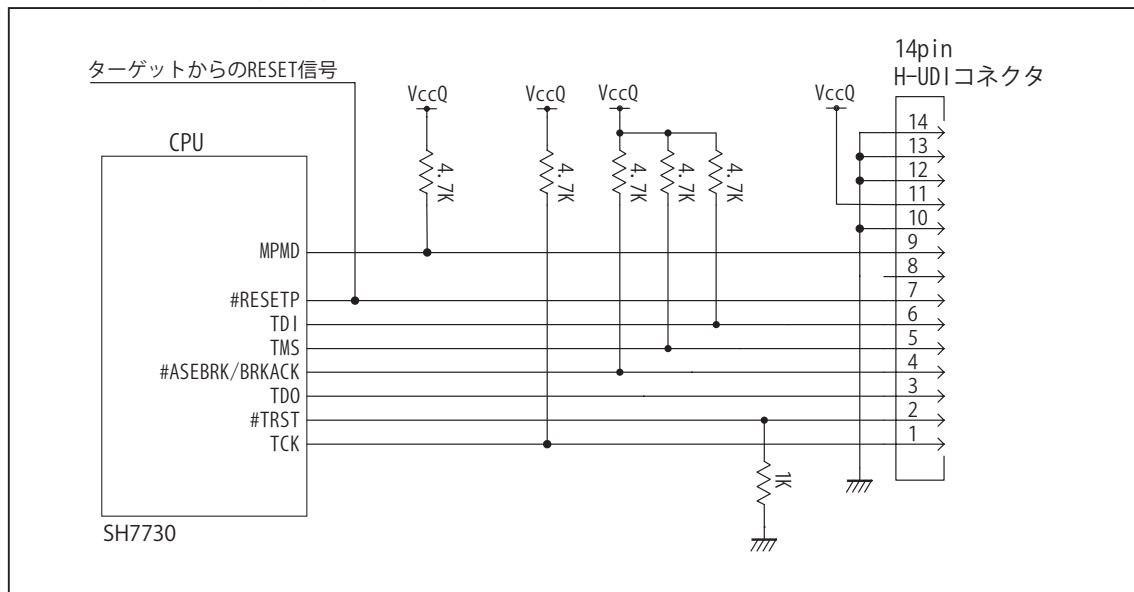 14pin
H-UDIコネクタ
ターゲットからのRESET信号
VccQ
VccQ
VccQ
VccQ
CPU
4.7K
4.7K
4.7K
4.7K
4.7K
14
13
12
11
10
MPMD
9
8
#RESETP
7
TDI
6
TMS
5
#ASEBRK/BRKACK
4
TDO
3
#TRST
2
TCK
1
1K
SH7730